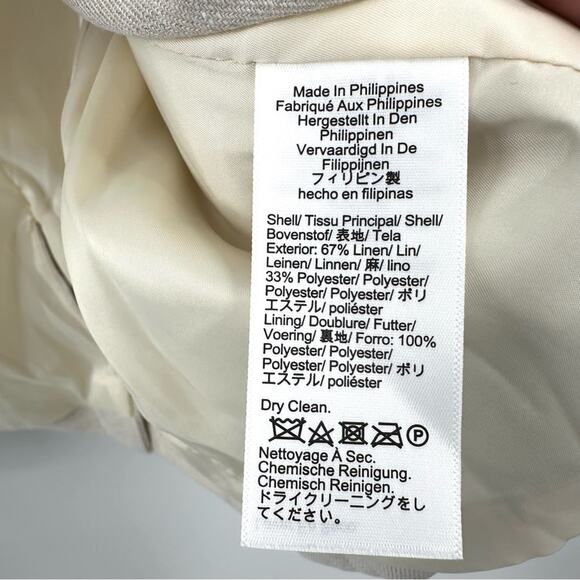 Made In Philippines
Fabriqué Aux Philippines
Hergestellt In Den
Philippinen
Vervaardigd In De
Filippijnen
フィリピン製
hecho en filipinas
Shell/ Tissu Principal/ Shell/
Bovenstof/ 表地/ Tela
Exterior: 67% Linen/ Lin/
Leinen/ Linnen/ 麻/ lino
33% Polyester/ Polyester/
Polyester/ Polyester/ ポリ
エステル/ poliéster
Lining/ Doublure/ Futter/
Voering/ 裏地/ Forro: 100%
Polyester/ Polyester/
Polyester/ Polyester/ ポリ
エステル/ poliéster
Dry Clean.
P
Nettoyage À Sec.
Chemische Reinigung.
Chemisch Reinigen.
ドライクリーニングをし
てください。